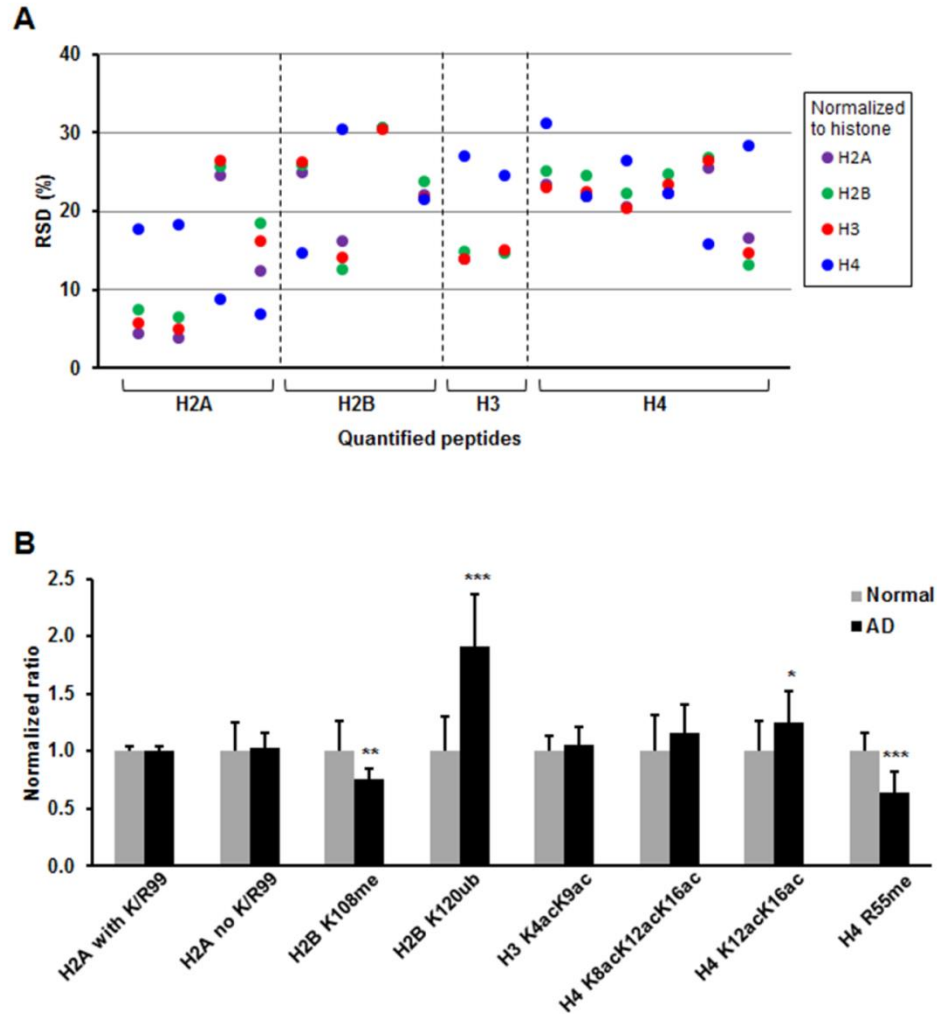 A
40
30
20
10
0
RSD (%)
H2A
H2B
H3
H4
Quantified peptides
Normalized
to histone
H2A
H2B
H3
H4
B
2.5
2.0
1.5
1.0
0.5
0.0
Normalized ratio
**
***
*
***
Normal
AD
H2A with K/R99
H2A no K/R99
H2B K108me
H2B K120ub
H3 K4acK9ac
H4 K8acK12acK16ac
H4 K12acK16ac
H4 R55me